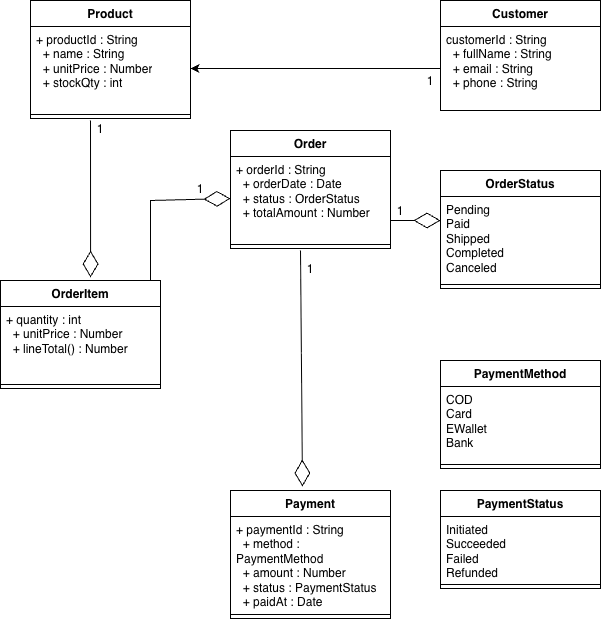 Product
+ productId : String
+ name : String
+ unitPrice : Number
+ stockQty : int
1
Customer
customerId : String
+ fullName : String
+ email : String
+ phone : String
1
Order
+ orderId : String
+ orderDate : Date
+ status : OrderStatus
+ totalAmount : Number
1
1
1
OrderStatus
Pending
Paid
Shipped
Completed
Canceled
OrderItem
+ quantity : int
+ unitPrice : Number
+ lineTotal() : Number
PaymentMethod
COD
Card
EWallet
Bank
Payment
+ paymentId : String
+ method :
PaymentMethod
+ amount : Number
+ status : PaymentStatus
+ paidAt : Date
PaymentStatus
Initiated
Succeeded
Failed
Refunded